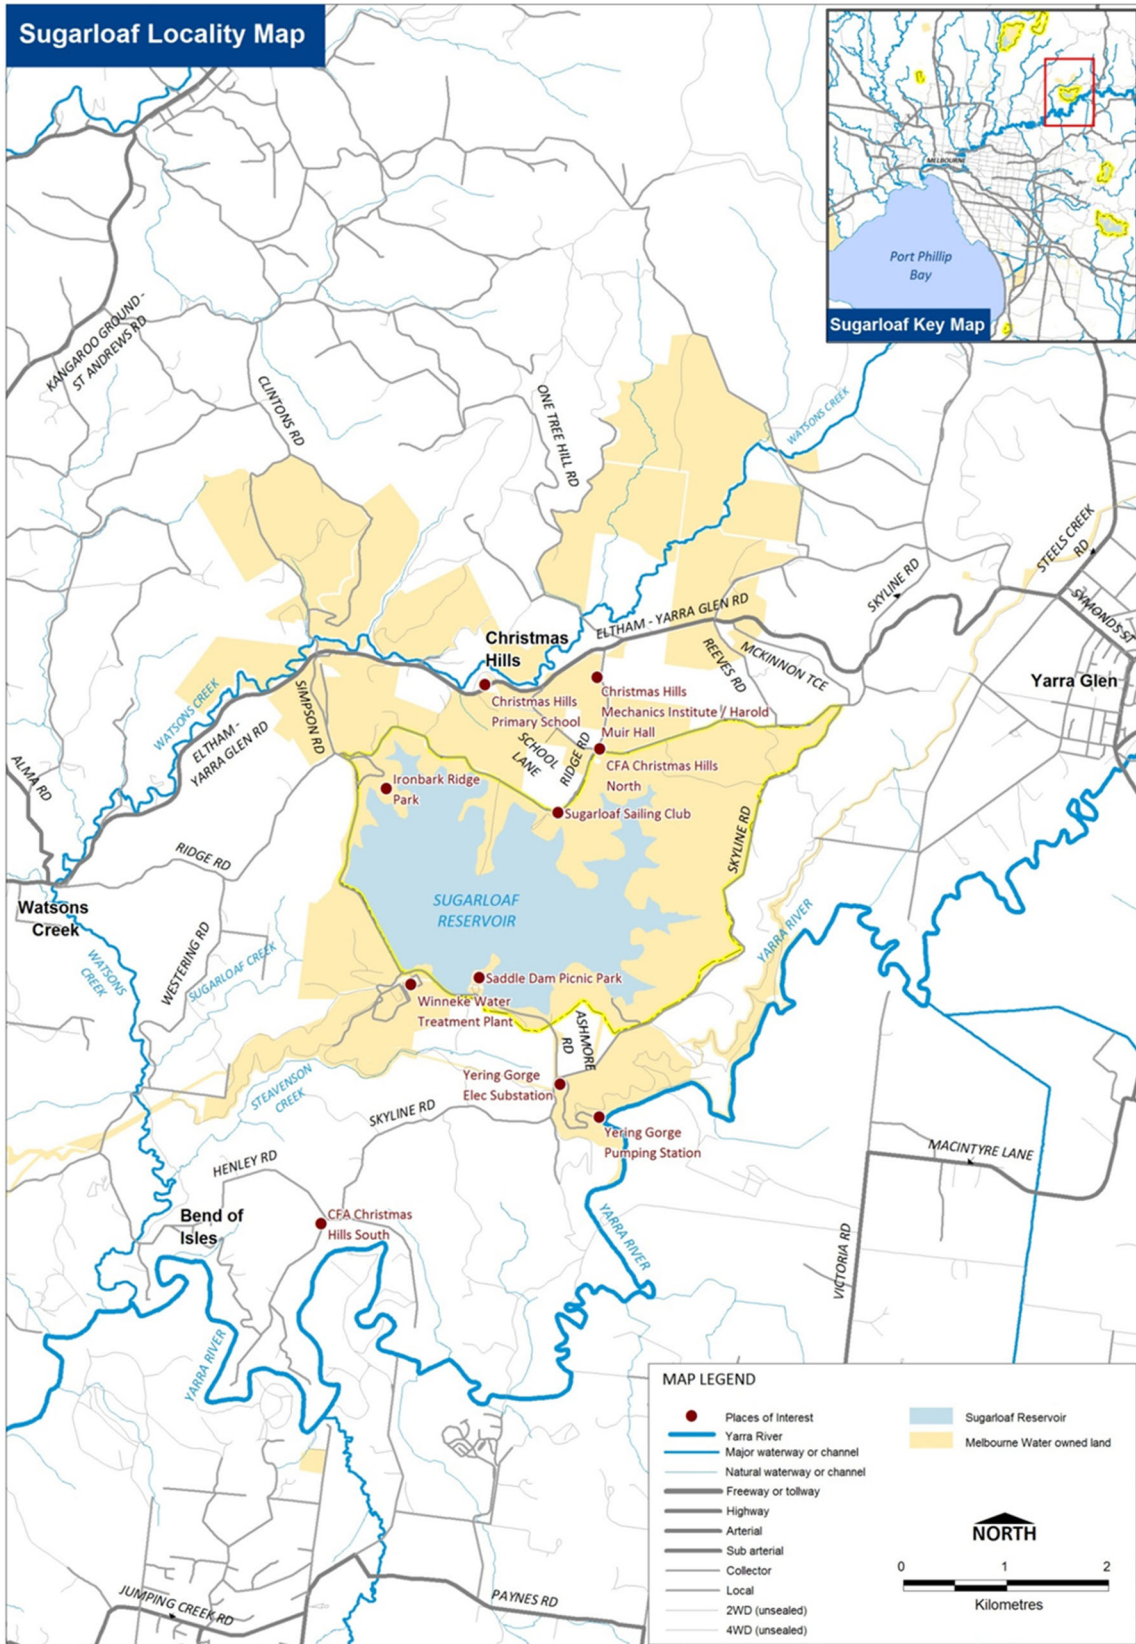 Sugarloaf Locality Map
MELBOURNE
Port Phillip
Bay
Sugarloaf Key Map
KANGAROO GROUND -
ST ANDREWS RD
CLINTONS RD
ONE TREE HILL RD
WATSONS CREEK
STEELS CREEK
RD
SKYLINE RD
SYMONDS ST
ELTHAM - YARRA GLEN RD
Christmas
Hills
REEVES RD
MCKINNON TCE
Yarra Glen
WATSONS CREEK
SIMPSON RD
Christmas Hills
Primary School
Christmas Hills
Mechanics Institute / Harold
Muir Hall
ELTHAM -
YARRA GLEN RD
SCHOOL
LANE
RIDGE RD
CFA Christmas Hills
North
ALMA RD
Ironbark Ridge
Park
Sugarloaf Sailing Club
SKYLINE RD
RIDGE RD
SUGARLOAF
RESERVOIR
Watsons
Creek
WESTERING RD
SUGARLOAF CREEK
WATSONS
CREEK
YARRA RIVER
Saddle Dam Picnic Park
Winneke Water
Treatment Plant
ASHMORE
RD
Yering Gorge
Elec Substation
STEAVENSON
CREEK
SKYLINE RD
Yering Gorge
Pumping Station
MACINTYRE LANE
HENLEY RD
Bend of
Isles
CFA Christmas
Hills South
YARRA RIVER
VICTORIA RD
YARRA RIVER
MAP LEGEND
Places of Interest
Yarra River
Major waterway or channel
Natural waterway or channel
Freeway or tollway
Highway
Arterial
Sub arterial
Collector
Local
2WD (unsealed)
4WD (unsealed)
Sugarloaf Reservoir
Melbourne Water owned land
NORTH
0 1 2
Kilometres
JUMPING CREEK RD
PAYNES RD